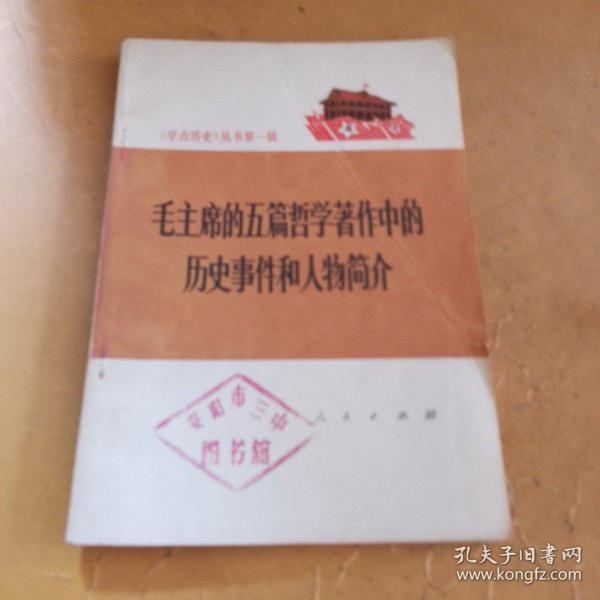 《学点历史》丛书第一辑
毛主席的五篇哲学著作中的
历史事件和人物简介
安阳市三中
图书馆
人民出版社
孔夫子旧书网
www.kongfz.com